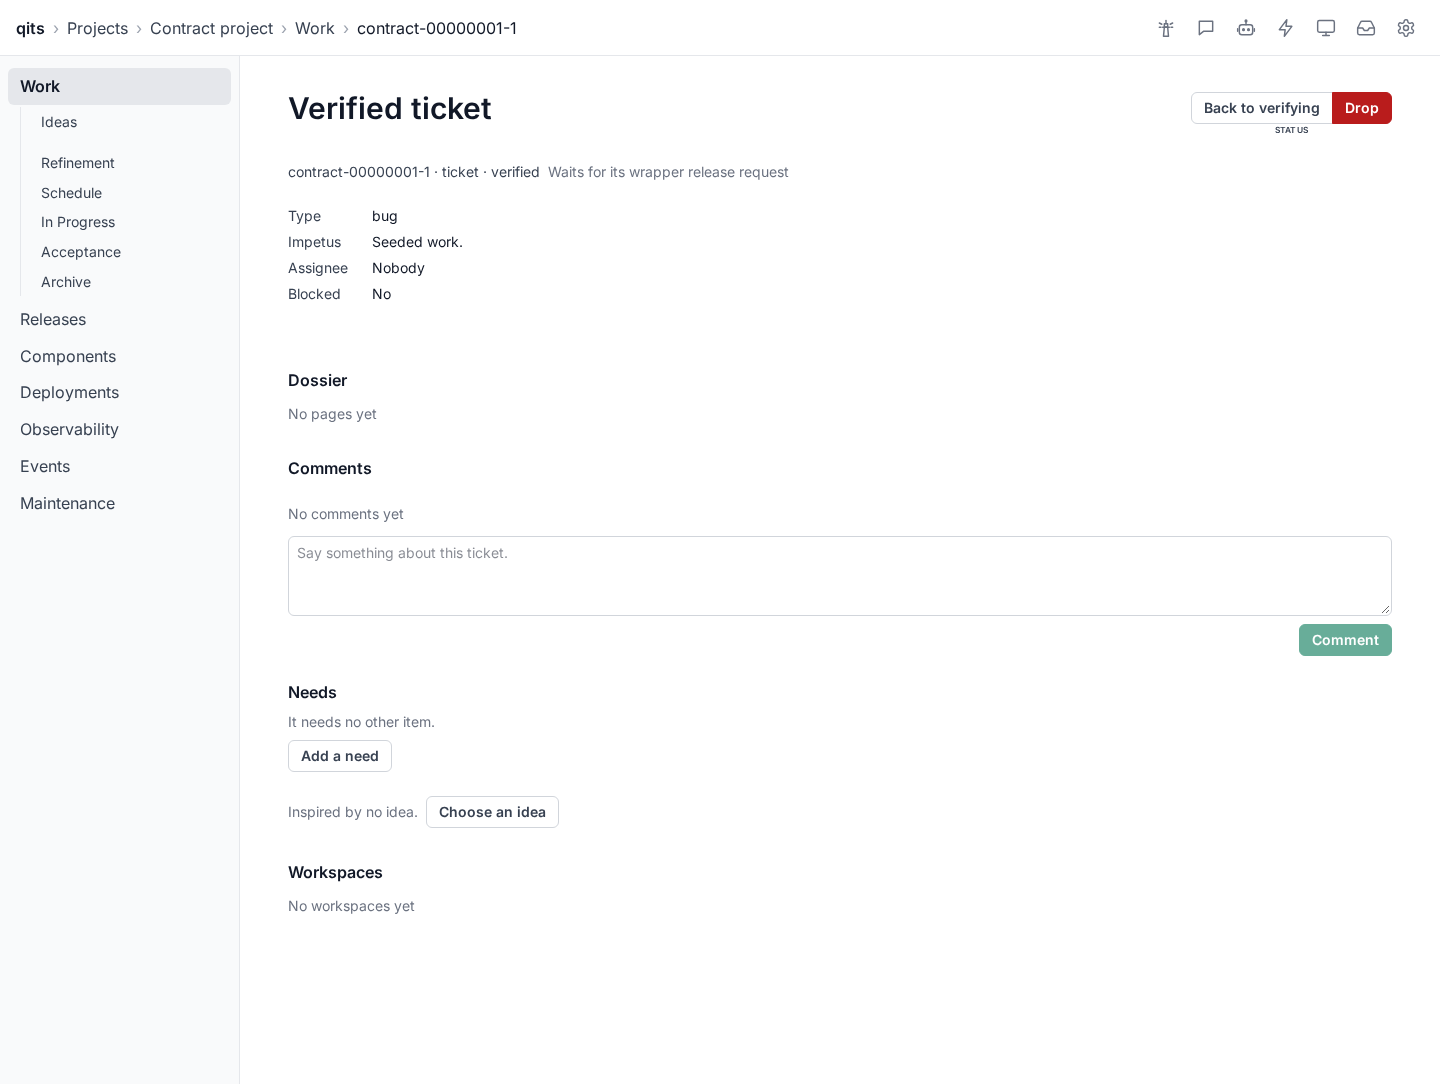 qits › Projects › Contract project › Work › contract-00000001-1
Work
Ideas
Refinement
Schedule
In Progress
Acceptance
Archive
Releases
Components
Deployments
Observability
Events
Maintenance
Verified ticket
Back to verifying
Drop
STATUS
contract-00000001-1 · ticket · verified Waits for its wrapper release request
Type bug
Impetus Seeded work.
Assignee Nobody
Blocked No
Dossier
No pages yet
Comments
No comments yet
Say something about this ticket.
Comment
Needs
It needs no other item.
Add a need
Inspired by no idea. Choose an idea
Workspaces
No workspaces yet